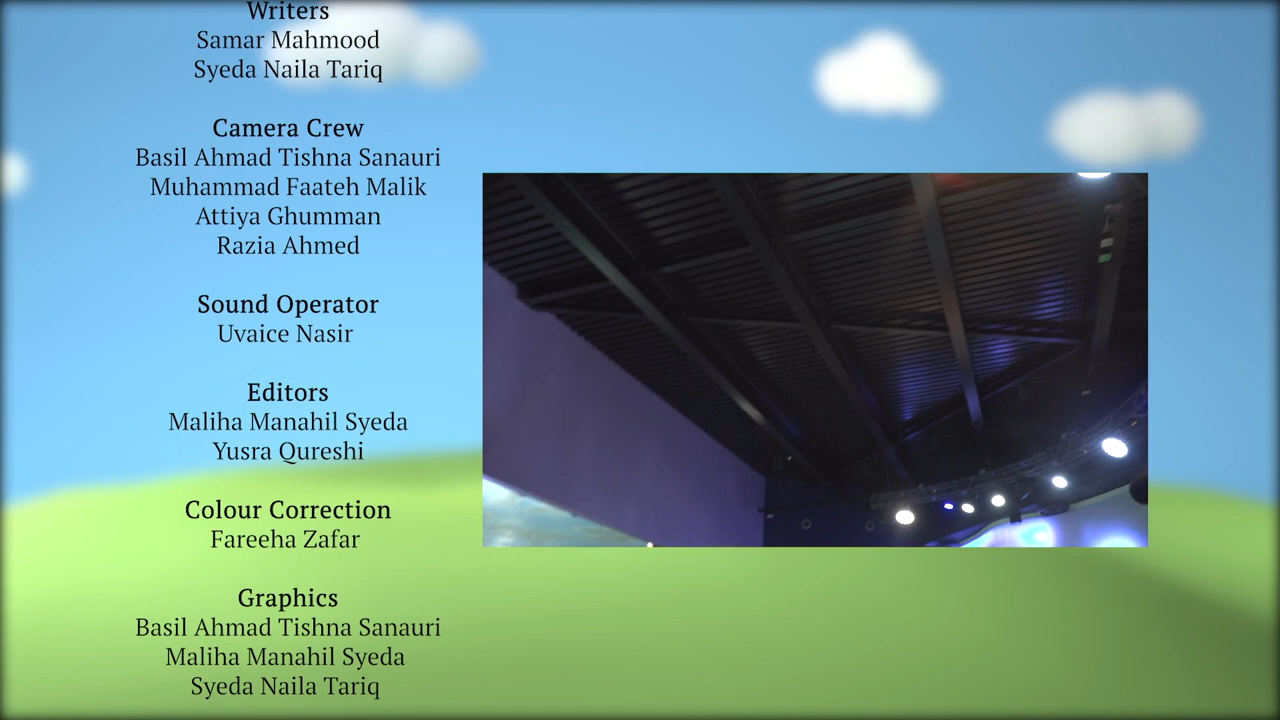 Writers
Samar Mahmood
Syeda Naila Tariq
Camera Crew
Basil Ahmad Tishna Sanauri
Muhammad Faateh Malik
Attiya Ghumman
Razia Ahmed
Sound Operator
Uvaice Nasir
Editors
Maliha Manahil Syeda
Yusra Qureshi
Colour Correction
Fareeha Zafar
Graphics
Basil Ahmad Tishna Sanauri
Maliha Manahil Syeda
Syeda Naila Tariq